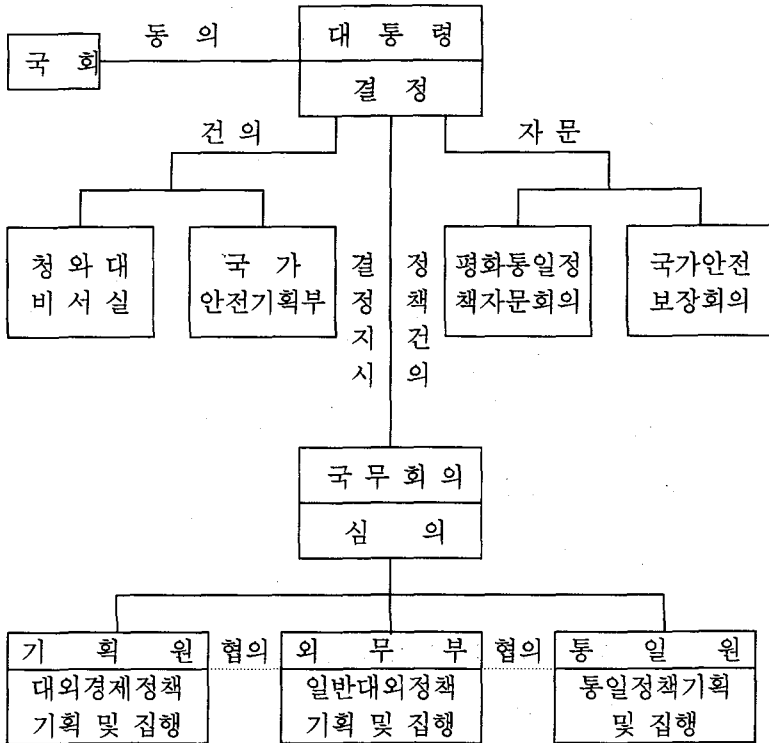 동 의
대 통 령
국 회
결 정
건 의
자 문
청 와 대
비 서 실
국 가
안전기획부
결정지시
정책건의
평화통일정
책자문회의
국가안전
보장회의
국 무 회 의
심 의
기 획 원
협의
외 무 부
협의
통 일 원
대외경제정책
기획 및 집행
일반대외정책
기획 및 집행
통일정책기획
및 집행